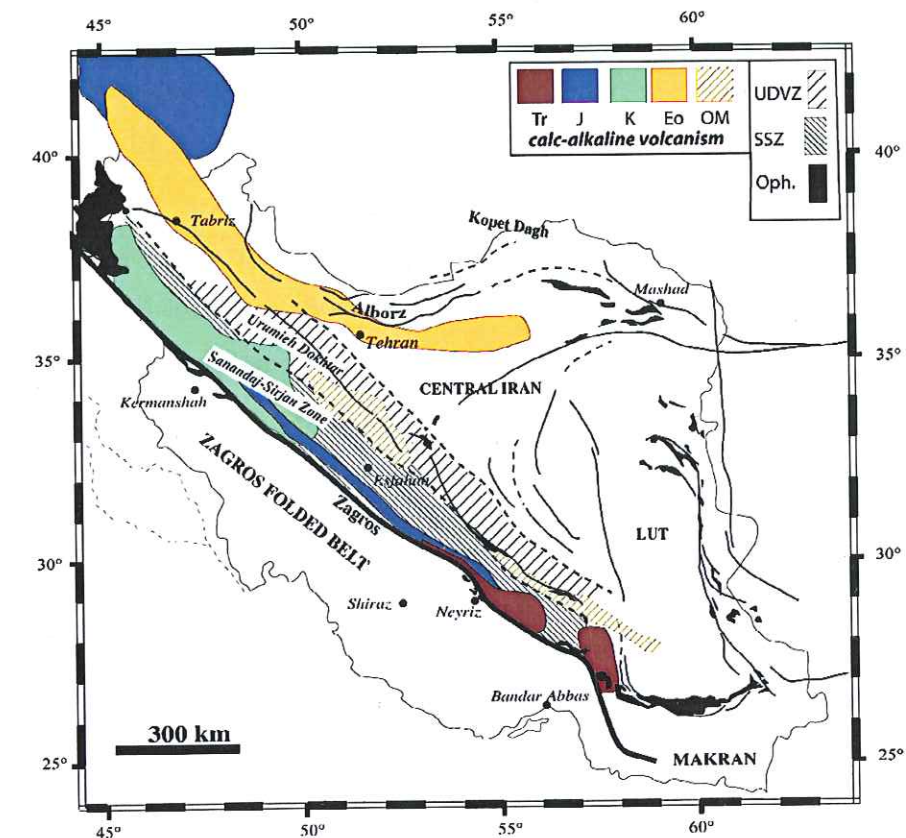 45°
50°
55°
60°
Tr
J
K
Eo
OM
calc-alkaline volcanism
UDVZ
SSZ
Oph.
40°
40°
Kopet Dagh
Tabriz
Mashad
Alborz
Tehran
Urumieh Dokhtar
35°
35°
Sanandaj-Sirjan Zone
CENTRAL IRAN
Kermanshah
ZAGROS FOLDED BELT
Zagros
Esfahan
LUT
30°
30°
Shiraz
Neyriz
Bandar Abbas
300 km
MAKRAN
25°
25°
45°
50°
55°
60°